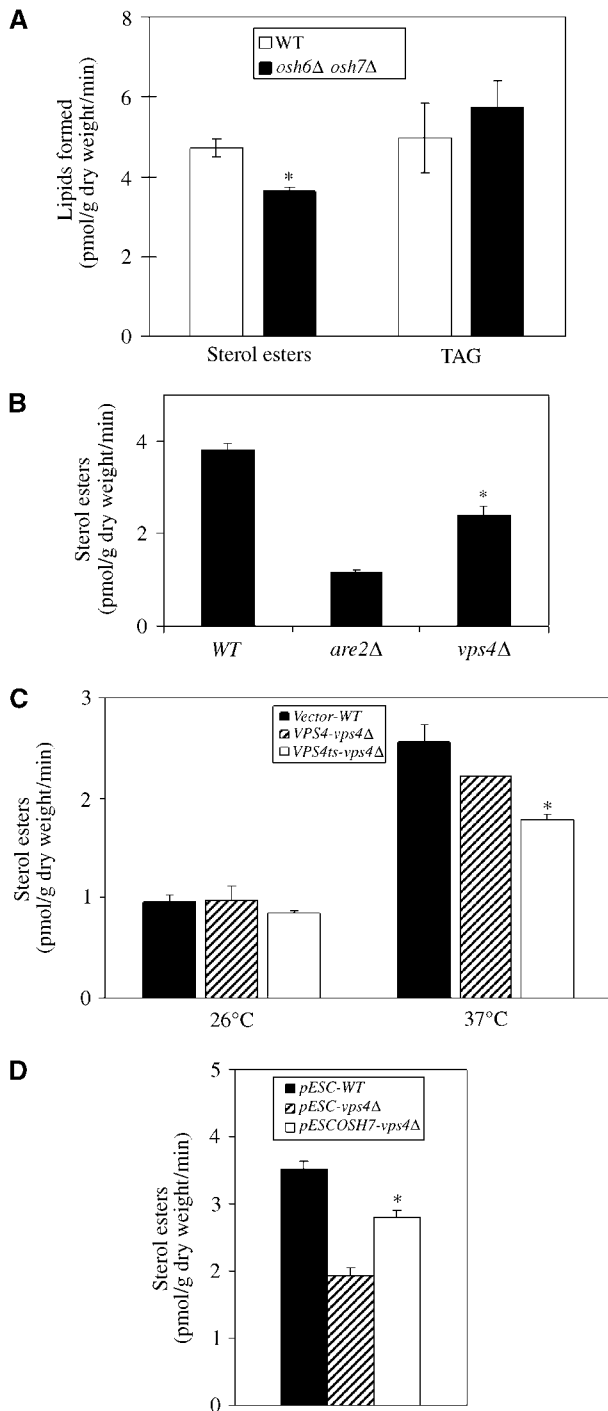 A
WT
osh6Δ osh7Δ
Lipids formed
(pmol/g dry weight/min)
8
6
4
2
0
*
Sterol esters
TAG
B
Sterol esters
(pmol/g dry weight/min)
4
2
0
*
WT
are2Δ
vps4Δ
C
Vector-WT
VPS4-vps4Δ
VPS4ts-vps4Δ
Sterol esters
(pmol/g dry weight/min)
3
2
1
0
*
26°C
37°C
D
pESC-WT
pESC-vps4Δ
pESCOSH7-vps4Δ
Sterol esters
(pmol/g dry weight/min)
5
4
3
2
1
0
*